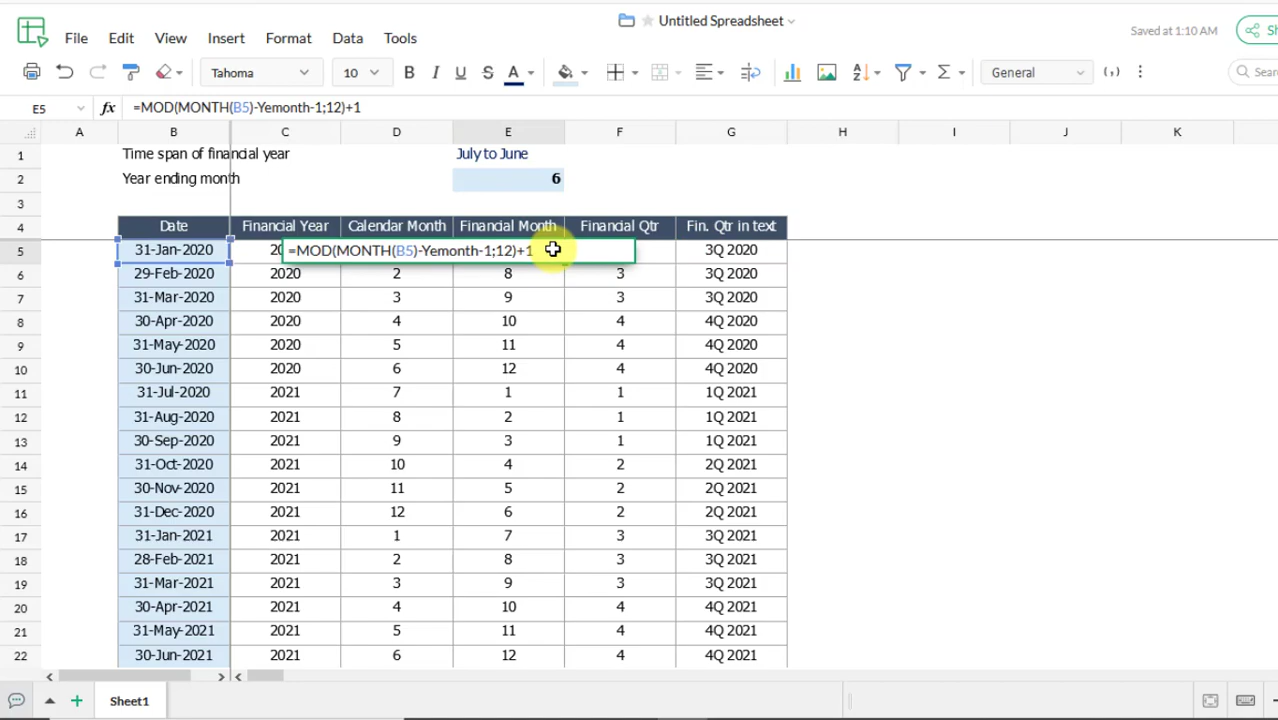 Untitled Spreadsheet
File Edit View Insert Format Data Tools
Saved at 1:10 AM
Tahoma 10 B I U S A Σ General
E5 fx =MOD(MONTH(B5)-Yemonth-1;12)+1
A B C D E F G H I J K
1 Time span of financial year July to June
2 Year ending month 6
3
4 Date Financial Year Calendar Month Financial Month Financial Qtr Fin. Qtr in text
5 31-Jan-2020 =MOD(MONTH(B5)-Yemonth-1;12)+1 3Q 2020
6 29-Feb-2020 2020 2 8 3 3Q 2020
7 31-Mar-2020 2020 3 9 3 3Q 2020
8 30-Apr-2020 2020 4 10 4 4Q 2020
9 31-May-2020 2020 5 11 4 4Q 2020
10 30-Jun-2020 2020 6 12 4 4Q 2020
11 31-Jul-2020 2021 7 1 1 1Q 2021
12 31-Aug-2020 2021 8 2 1 1Q 2021
13 30-Sep-2020 2021 9 3 1 1Q 2021
14 31-Oct-2020 2021 10 4 2 2Q 2021
15 30-Nov-2020 2021 11 5 2 2Q 2021
16 31-Dec-2020 2021 12 6 2 2Q 2021
17 31-Jan-2021 2021 1 7 3 3Q 2021
18 28-Feb-2021 2021 2 8 3 3Q 2021
19 31-Mar-2021 2021 3 9 3 3Q 2021
20 30-Apr-2021 2021 4 10 4 4Q 2021
21 31-May-2021 2021 5 11 4 4Q 2021
22 30-Jun-2021 2021 6 12 4 4Q 2021
Sheet1